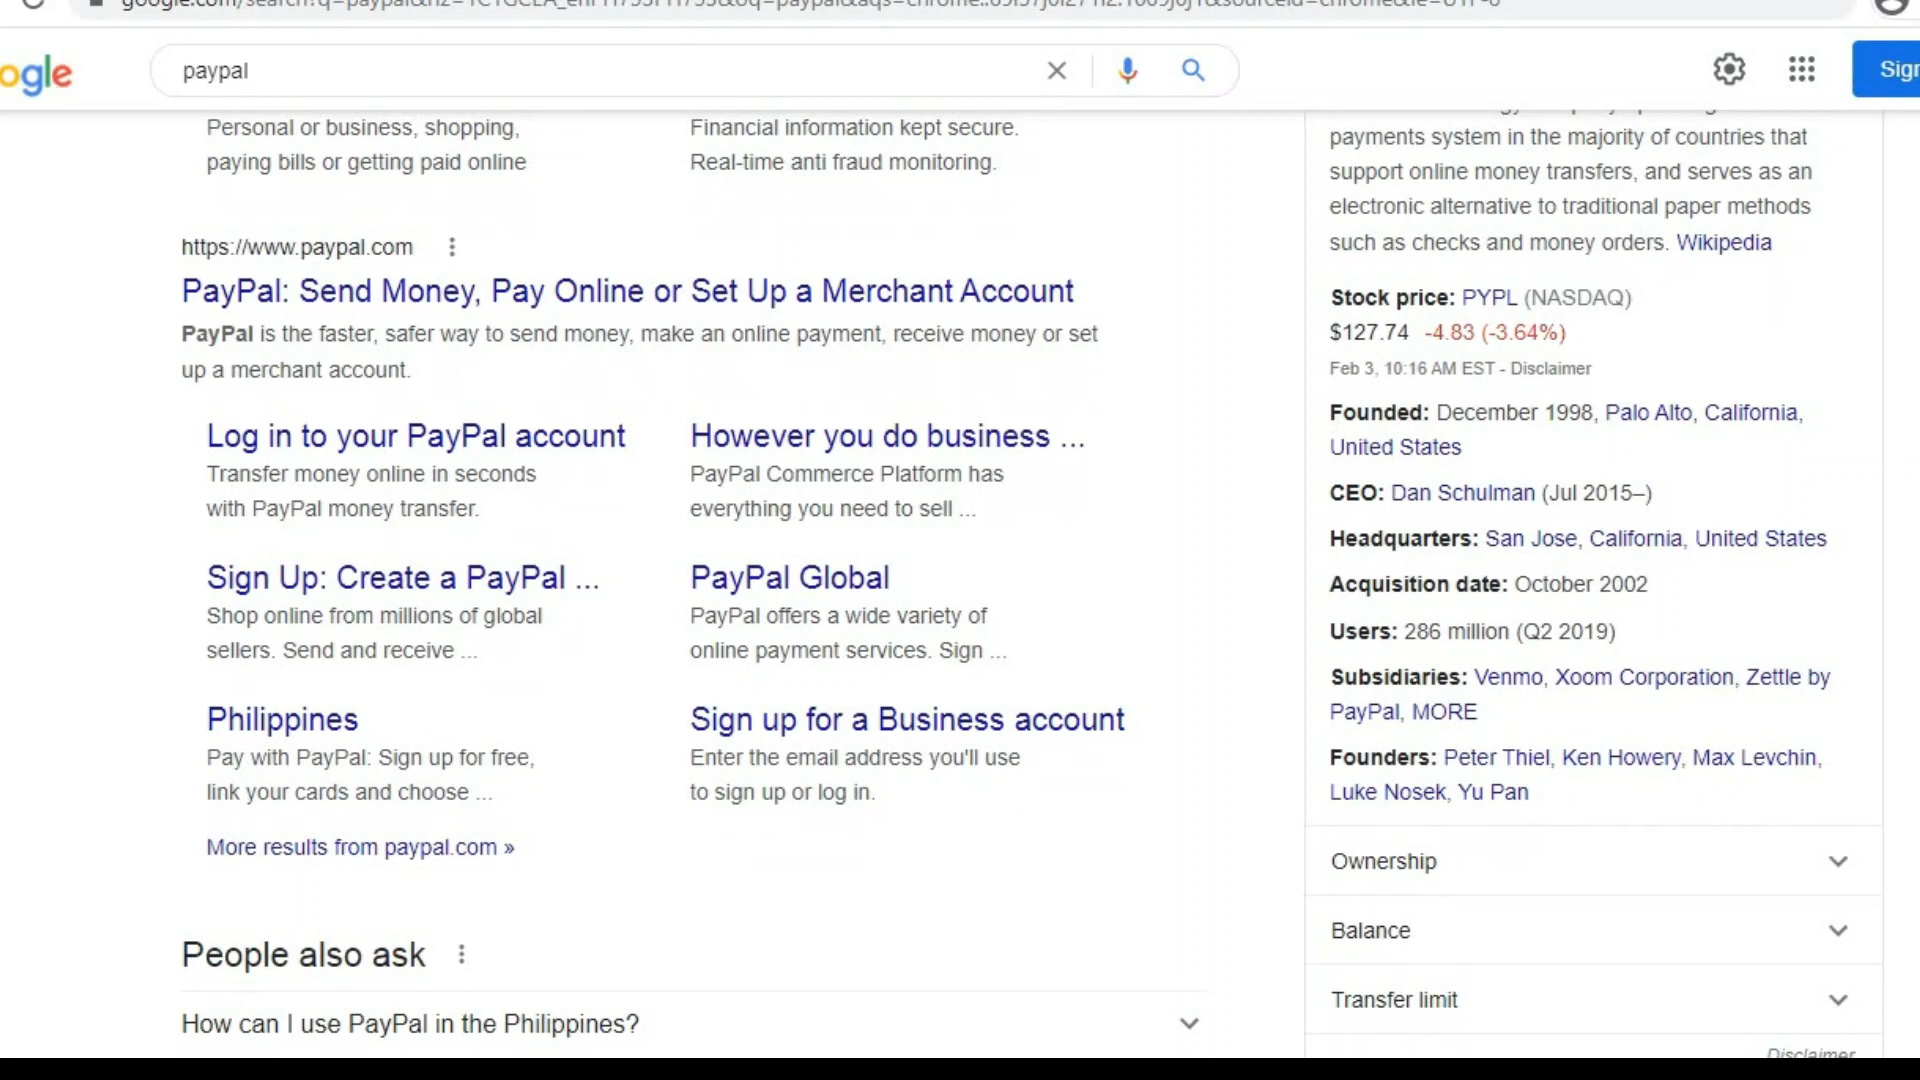 ogle
paypal
Sign
Personal or business, shopping,
paying bills or getting paid online
Financial information kept secure.
Real-time anti fraud monitoring.
https://www.paypal.com
PayPal: Send Money, Pay Online or Set Up a Merchant Account
PayPal is the faster, safer way to send money, make an online payment, receive money or set
up a merchant account.
Log in to your PayPal account
Transfer money online in seconds
with PayPal money transfer.
However you do business ...
PayPal Commerce Platform has
everything you need to sell ...
Sign Up: Create a PayPal ...
Shop online from millions of global
sellers. Send and receive ...
PayPal Global
PayPal offers a wide variety of
online payment services. Sign ...
Philippines
Pay with PayPal: Sign up for free,
link your cards and choose ...
Sign up for a Business account
Enter the email address you'll use
to sign up or log in.
More results from paypal.com »
People also ask
How can I use PayPal in the Philippines?
payments system in the majority of countries that
support online money transfers, and serves as an
electronic alternative to traditional paper methods
such as checks and money orders. Wikipedia
Stock price: PYPL (NASDAQ)
$127.74 -4.83 (-3.64%)
Feb 3, 10:16 AM EST - Disclaimer
Founded: December 1998, Palo Alto, California,
United States
CEO: Dan Schulman (Jul 2015–)
Headquarters: San Jose, California, United States
Acquisition date: October 2002
Users: 286 million (Q2 2019)
Subsidiaries: Venmo, Xoom Corporation, Zettle by
PayPal, MORE
Founders: Peter Thiel, Ken Howery, Max Levchin,
Luke Nosek, Yu Pan
Ownership
Balance
Transfer limit
Disclaimer